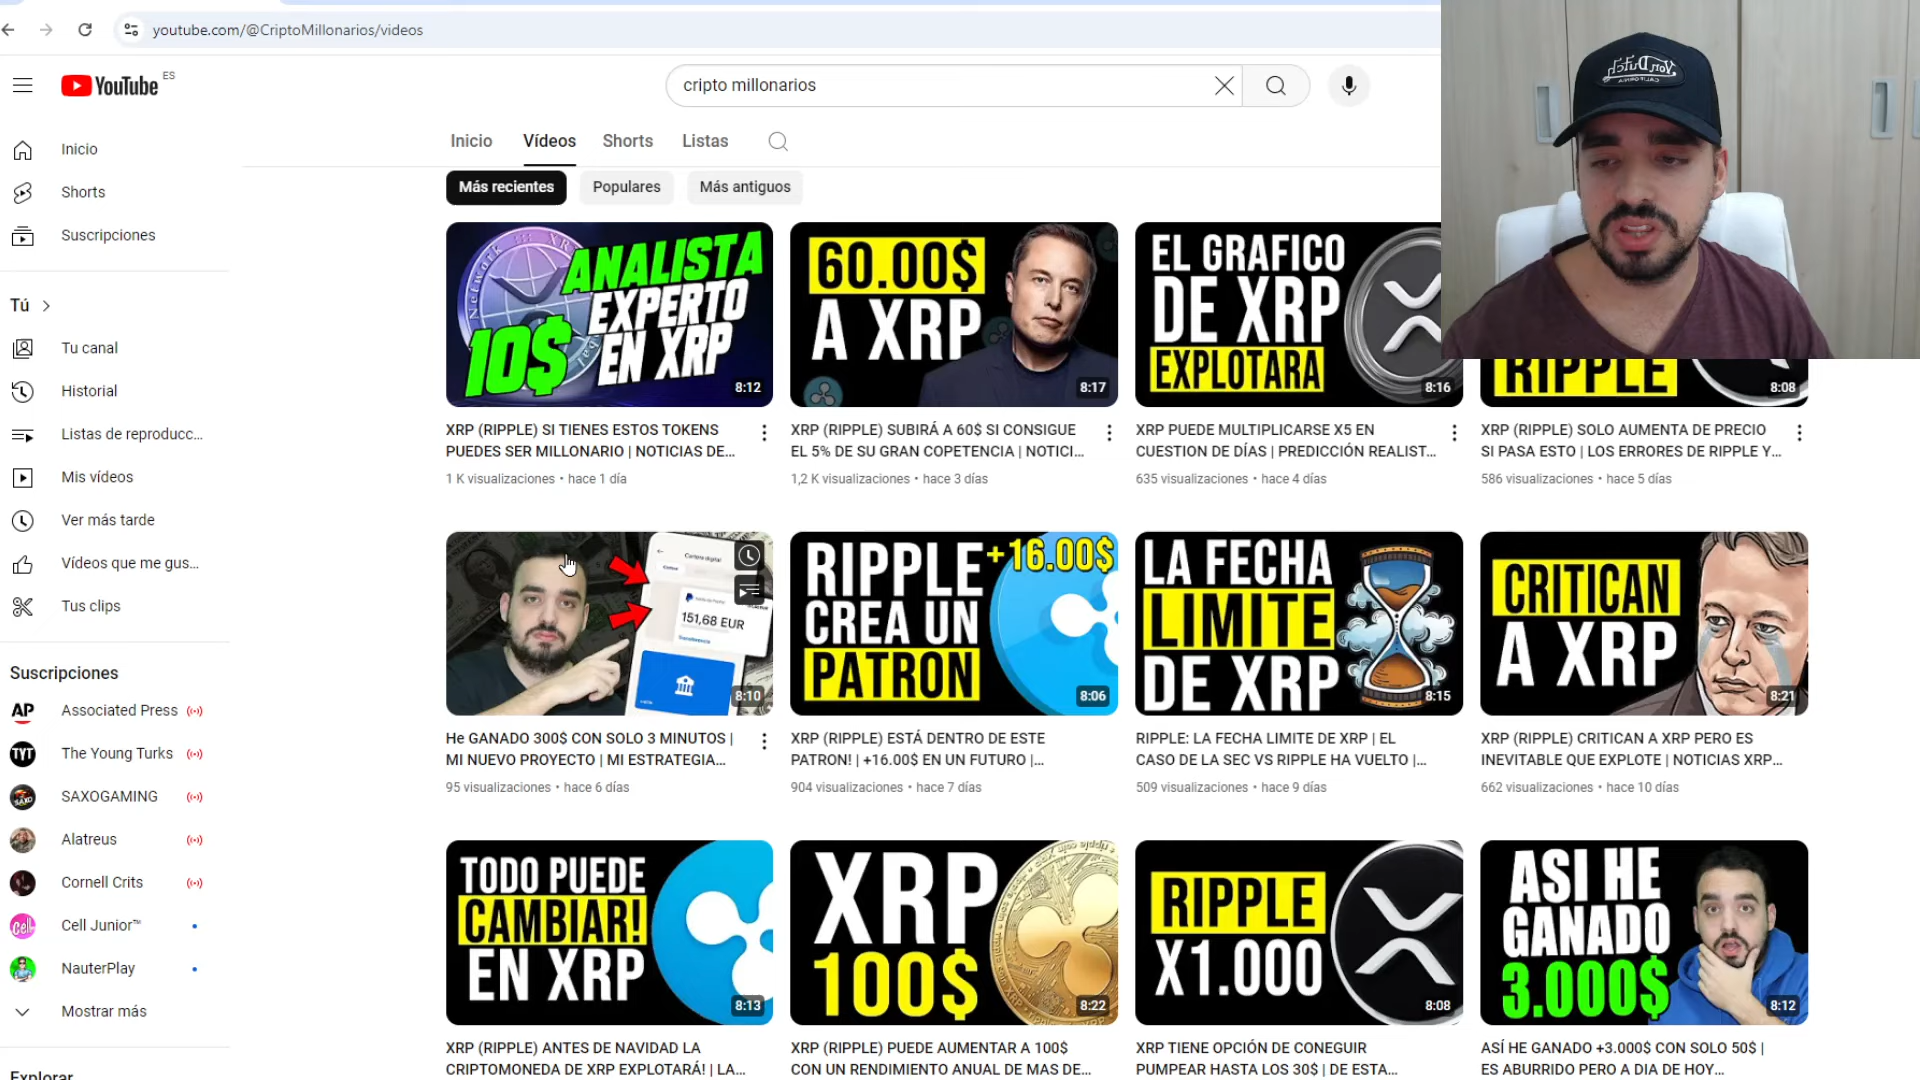 youtube.com/@CriptoMillonarios/videos
YouTube ES
cripto millonarios
Inicio
Shorts
Suscripciones
Tú
Tu canal
Historial
Listas de reproducc...
Mis vídeos
Ver más tarde
Vídeos que me gus...
Tus clips
Suscripciones
AP Associated Press
TYT The Young Turks
SAXO SAXOGAMING
Alatreus
Cornell Crits
Cell Cell Junior™
NauterPlay
Mostrar más
Explorar
Inicio Vídeos Shorts Listas
Más recientes Populares Más antiguos
ANALISTA
EXPERTO
EN XRP
10$
8:12
XRP (RIPPLE) SI TIENES ESTOS TOKENS
PUEDES SER MILLONARIO | NOTICIAS DE...
1 K visualizaciones • hace 1 día
60.00$
A XRP
8:17
XRP (RIPPLE) SUBIRÁ A 60$ SI CONSIGUE
EL 5% DE SU GRAN COPETENCIA | NOTICI...
1,2 K visualizaciones • hace 3 días
EL GRAFICO
DE XRP
EXPLOTARA
8:16
XRP PUEDE MULTIPLICARSE X5 EN
CUESTION DE DÍAS | PREDICCIÓN REALIST...
635 visualizaciones • hace 4 días
RIPPLE
8:08
XRP (RIPPLE) SOLO AUMENTA DE PRECIO
SI PASA ESTO | LOS ERRORES DE RIPPLE Y...
586 visualizaciones • hace 5 días
Cartera digital
151,68 EUR
Transferencia
8:10
He GANADO 300$ CON SOLO 3 MINUTOS |
MI NUEVO PROYECTO | MI ESTRATEGIA...
95 visualizaciones • hace 6 días
RIPPLE
CREA UN
PATRON
+16.00$
8:06
XRP (RIPPLE) ESTÁ DENTRO DE ESTE
PATRON! | +16.00$ EN UN FUTURO |...
904 visualizaciones • hace 7 días
LA FECHA
LIMITE
DE XRP
8:15
RIPPLE: LA FECHA LIMITE DE XRP | EL
CASO DE LA SEC VS RIPPLE HA VUELTO |...
509 visualizaciones • hace 9 días
CRITICAN
A XRP
8:21
XRP (RIPPLE) CRITICAN A XRP PERO ES
INEVITABLE QUE EXPLOTE | NOTICIAS XRP...
662 visualizaciones • hace 10 días
TODO PUEDE
CAMBIAR!
EN XRP
8:13
XRP (RIPPLE) ANTES DE NAVIDAD LA
CRIPTOMONEDA DE XRP EXPLOTARÁ! | LA...
XRP
100$
8:22
XRP (RIPPLE) PUEDE AUMENTAR A 100$
CON UN RENDIMIENTO ANUAL DE MAS DE...
RIPPLE
X1.000
8:08
XRP TIENE OPCIÓN DE CONEGUIR
PUMPEAR HASTA LOS 30$ | DE ESTA...
ASI HE
GANADO
3.000$
8:12
ASÍ HE GANADO +3.000$ CON SOLO 50$ |
ES ABURRIDO PERO A DIA DE HOY...
Von Dutch
CALIFORNIA